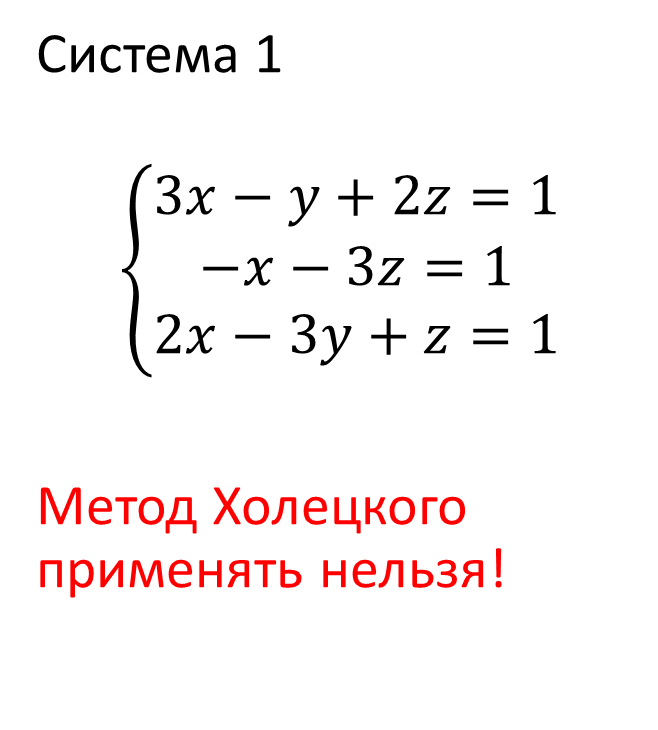 Система 1
3x − y + 2z = 1
−x − 3z = 1
2x − 3y + z = 1
Метод Холецкого
применять нельзя!